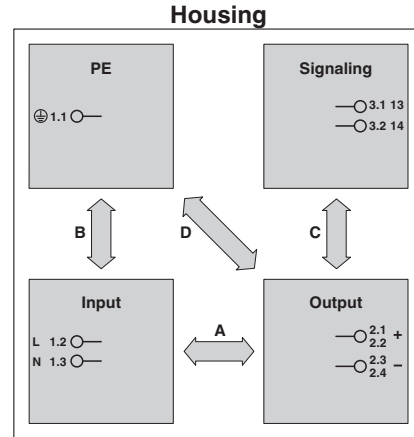 Housing
PE
Signaling
1.1
3.1 13
3.2 14
B
D
C
Input
Output
A
L 1.2
N 1.3
2.1
2.2 +
2.3
2.4 –